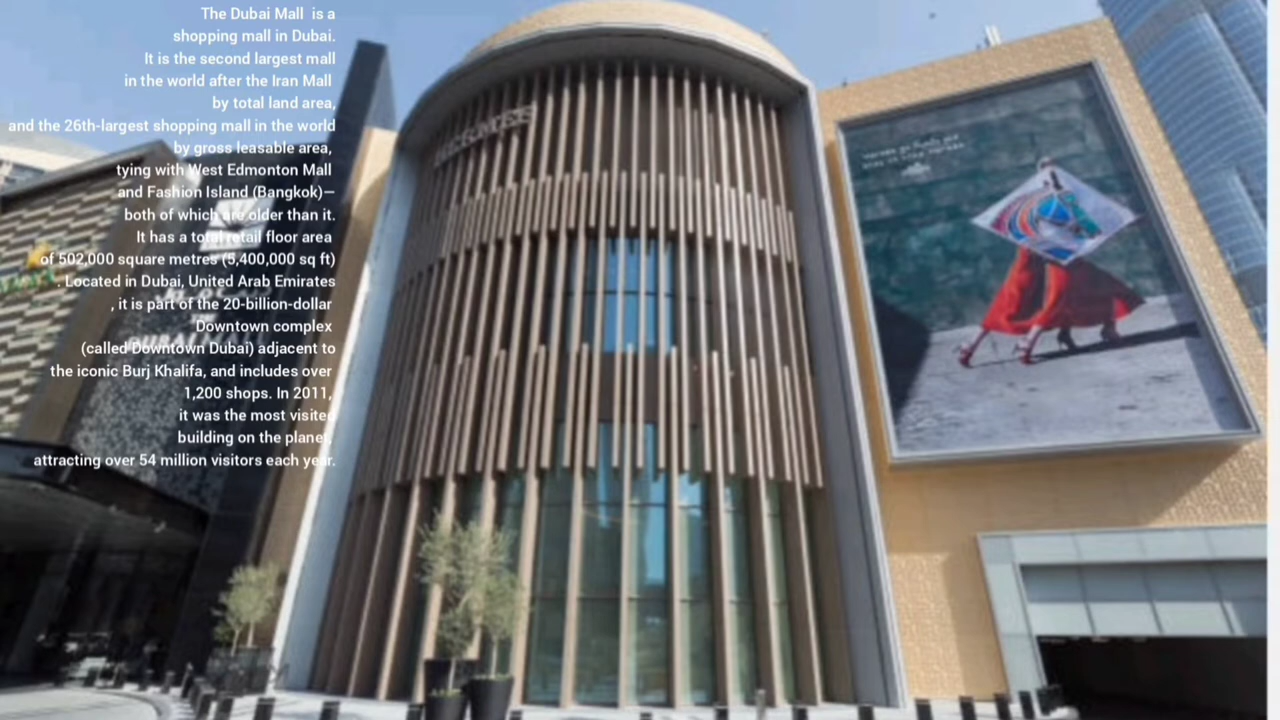 The Dubai Mall is a
shopping mall in Dubai.
It is the second largest mall
in the world after the Iran Mall
by total land area,
and the 26th-largest shopping mall in the world
by gross leasable area,
tying with West Edmonton Mall
and Fashion Island (Bangkok)—
both of which are older than it.
It has a total retail floor area
of 502,000 square metres (5,400,000 sq ft)
. Located in Dubai, United Arab Emirates
, it is part of the 20-billion-dollar
Downtown complex
(called Downtown Dubai) adjacent to
the iconic Burj Khalifa, and includes over
1,200 shops. In 2011,
it was the most visited
building on the planet,
attracting over 54 million visitors each year.
DUBAI MALL